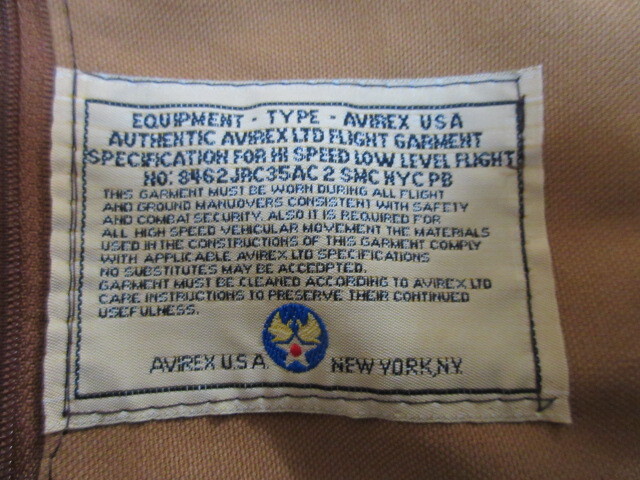 EQUIPMENT - TYPE - AVIREX USA
AUTHENTIC AVIREX LTD FLIGHT GARMENT
SPECIFICATION FOR HI SPEED LOW LEVEL FLIGHT
NO: 8462JRC35AC 2 SMC NYC PB
THIS GARMENT MUST BE WORN DURING ALL FLIGHT
AND GROUND MANUOVERS CONSISTENT WITH SAFETY
AND COMBAT SECURITY. ALSO IT IS REQUIRED FOR
ALL HIGH SPEED VEHICULAR MOVEMENT THE MATERIALS
USED IN THE CONSTRUCTIONS OF THIS GARMENT COMPLY
WITH APPLICABLE AVIREX LTD SPECIFICATIONS
NO SUBSTITUTES MAY BE ACCEDPTED.
GARMENT MUST BE CLEANED ACCORDING TO AVIREX LTD
CARE INSTRUCTIONS TO PRESERVE THEIR CONTINUED
USEFULNESS.
AVIREX U.S.A. NEW YORK,NY.